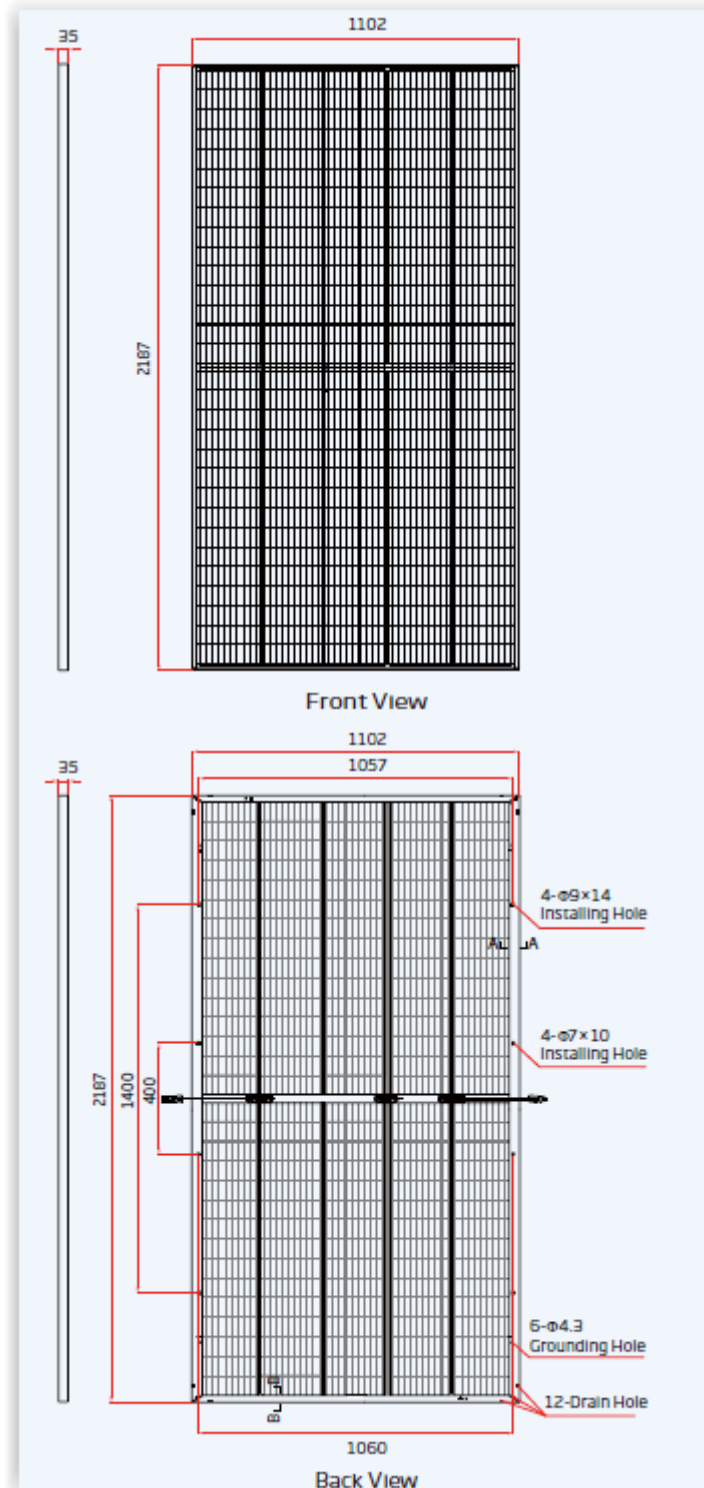 35
1102
2187
Front View
1102
35
1057
4-Φ9×14
Installing Hole
A A
4-Φ7×10
Installing Hole
2187
1400
400
6-Φ4.3
Grounding Hole
B
B
12-Drain Hole
1060
Back View